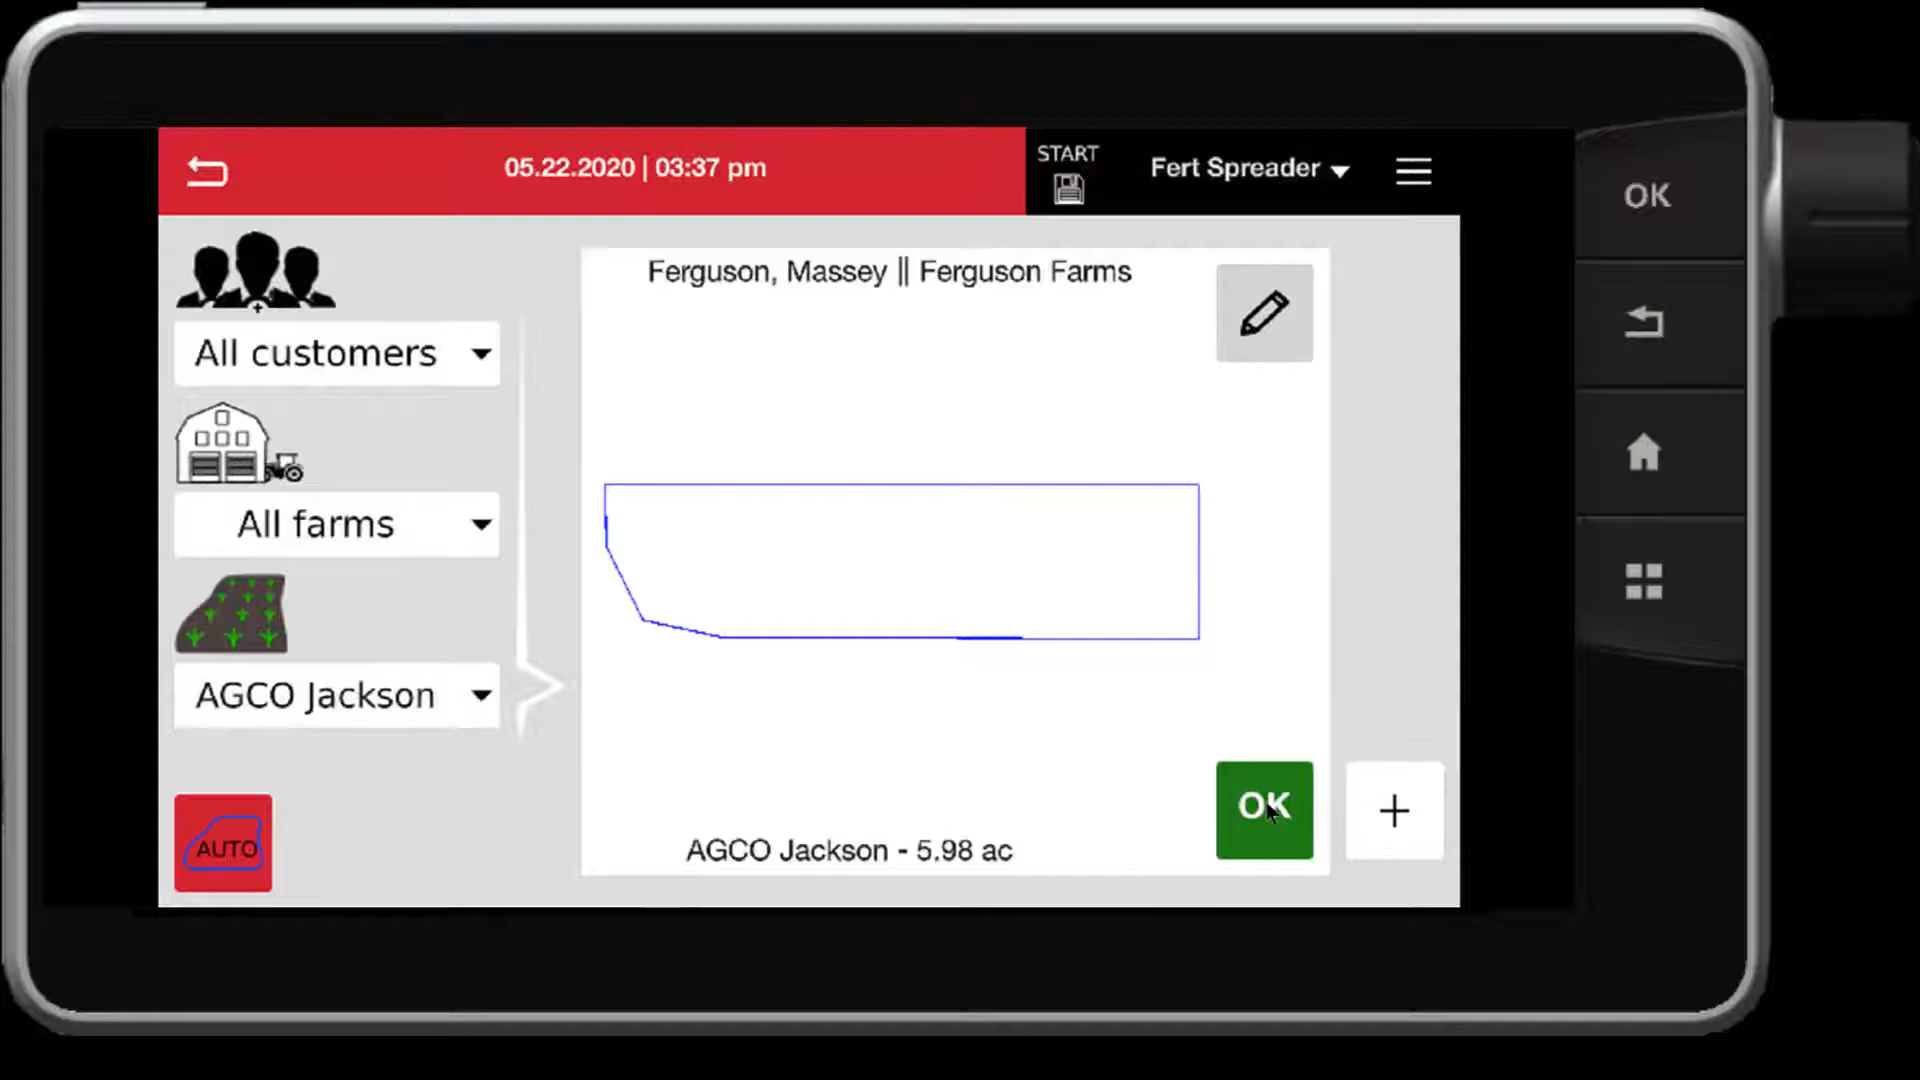 05.22.2020 | 03:37 pm
START
Fert Spreader
OK
All customers
All farms
AGCO Jackson
AUTO
Ferguson, Massey || Ferguson Farms
AGCO Jackson - 5.98 ac
OK